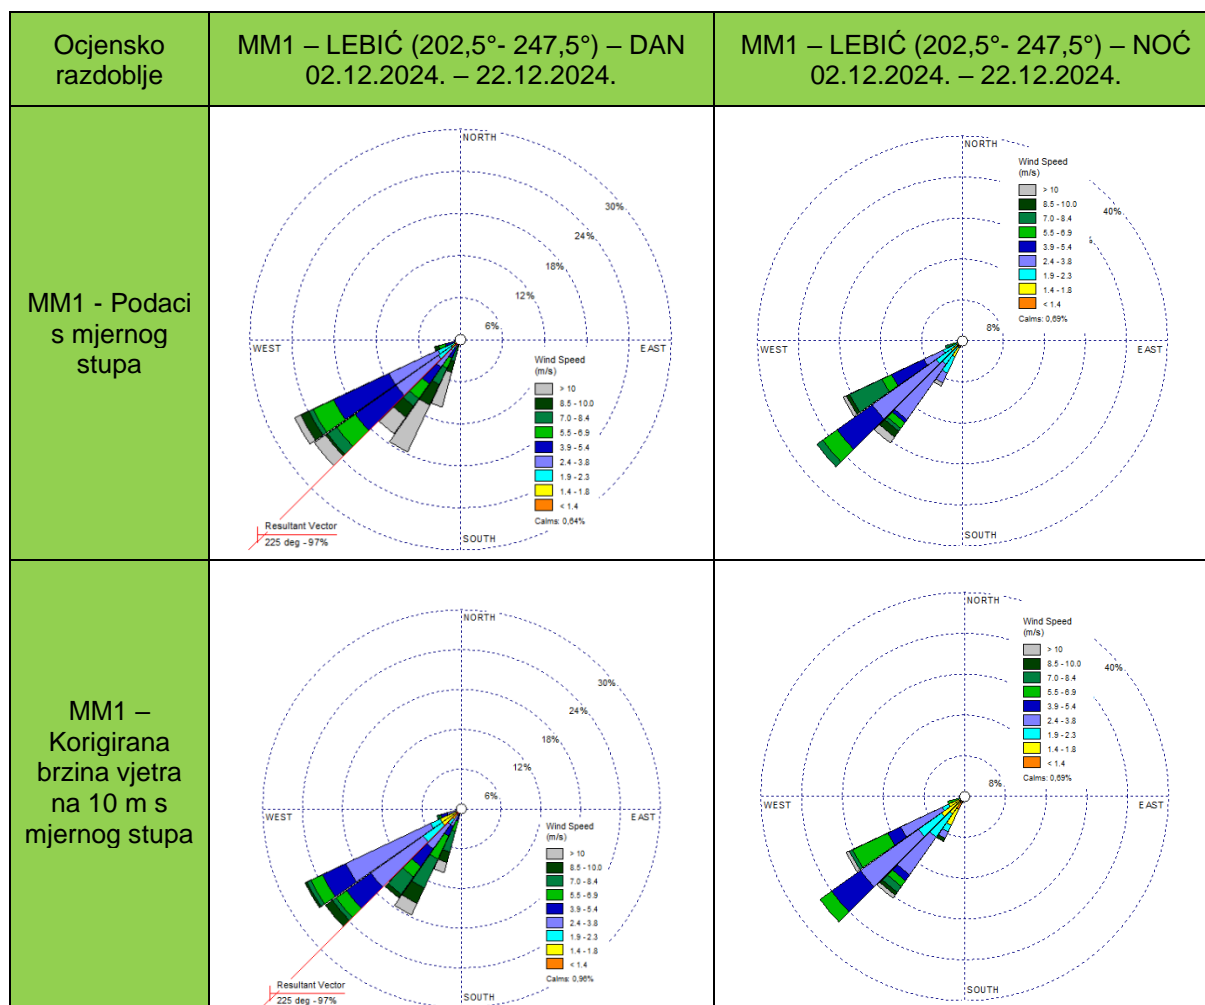 Ocjensko
razdoblje
MM1 – LEBIĆ (202,5°- 247,5°) – DAN
02.12.2024. – 22.12.2024.
MM1 – LEBIĆ (202,5°- 247,5°) – NOĆ
02.12.2024. – 22.12.2024.
MM1 - Podaci
s mjernog
stupa
NORTH
30%
24%
18%
12%
6%
WEST
EAST
SOUTH
Wind Speed
(m/s)
> 10
8.5 - 10.0
7.0 - 8.4
5.5 - 6.9
3.9 - 5.4
2.4 - 3.8
1.9 - 2.3
1.4 - 1.8
< 1.4
Calms: 0,64%
Resultant Vector
225 deg - 97%
NORTH
40%
8%
WEST
EAST
SOUTH
Wind Speed
(m/s)
> 10
8.5 - 10.0
7.0 - 8.4
5.5 - 6.9
3.9 - 5.4
2.4 - 3.8
1.9 - 2.3
1.4 - 1.8
< 1.4
Calms: 0,69%
MM1 –
Korigirana
brzina vjetra
na 10 m s
mjernog stupa
NORTH
30%
24%
18%
12%
6%
WEST
EAST
SOUTH
Wind Speed
(m/s)
> 10
8.5 - 10.0
7.0 - 8.4
5.5 - 6.9
3.9 - 5.4
2.4 - 3.8
1.9 - 2.3
1.4 - 1.8
< 1.4
Calms: 0,96%
Resultant Vector
225 deg - 97%
NORTH
40%
8%
WEST
EAST
SOUTH
Wind Speed
(m/s)
> 10
8.5 - 10.0
7.0 - 8.4
5.5 - 6.9
3.9 - 5.4
2.4 - 3.8
1.9 - 2.3
1.4 - 1.8
< 1.4
Calms: 0,69%